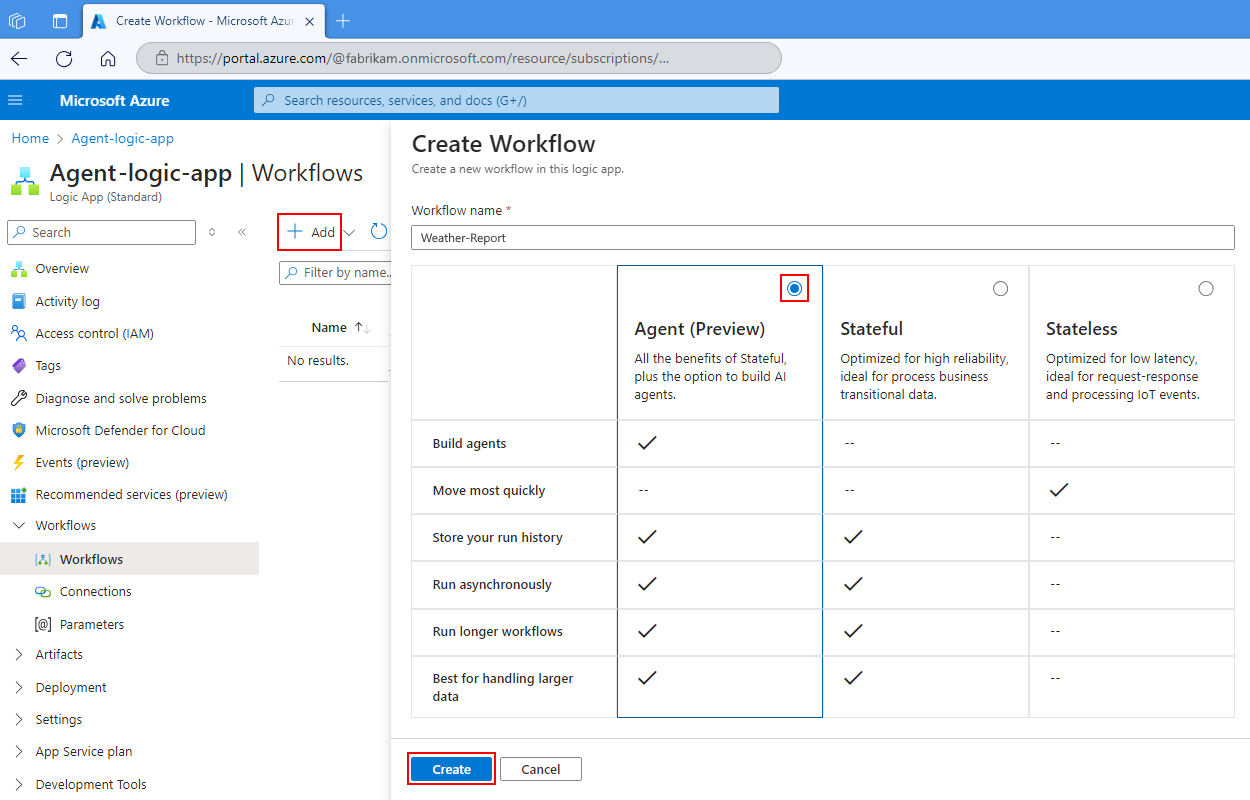 Create Workflow - Microsoft Azur
https://portal.azure.com/@fabrikam.onmicrosoft.com/resource/subscriptions/...
Microsoft Azure
Search resources, services, and docs (G+/)
Home > Agent-logic-app
Agent-logic-app | Workflows
Logic App (Standard)
Search
Overview
Activity log
Access control (IAM)
Tags
Diagnose and solve problems
Microsoft Defender for Cloud
Events (preview)
Recommended services (preview)
Workflows
Workflows
Connections
Parameters
Artifacts
Deployment
Settings
App Service plan
Development Tools
Add
Filter by name..
Name ↑↓
No results.
Create Workflow
Create a new workflow in this logic app.
Workflow name *
Weather-Report
Agent (Preview)
All the benefits of Stateful,
plus the option to build AI
agents.
Stateful
Optimized for high reliability,
ideal for process business
transitional data.
Stateless
Optimized for low latency,
ideal for request-response
and processing IoT events.
Build agents ✓ -- --
Move most quickly -- -- ✓
Store your run history ✓ ✓ --
Run asynchronously ✓ ✓ --
Run longer workflows ✓ ✓ --
Best for handling larger
data ✓ ✓ --
Create
Cancel